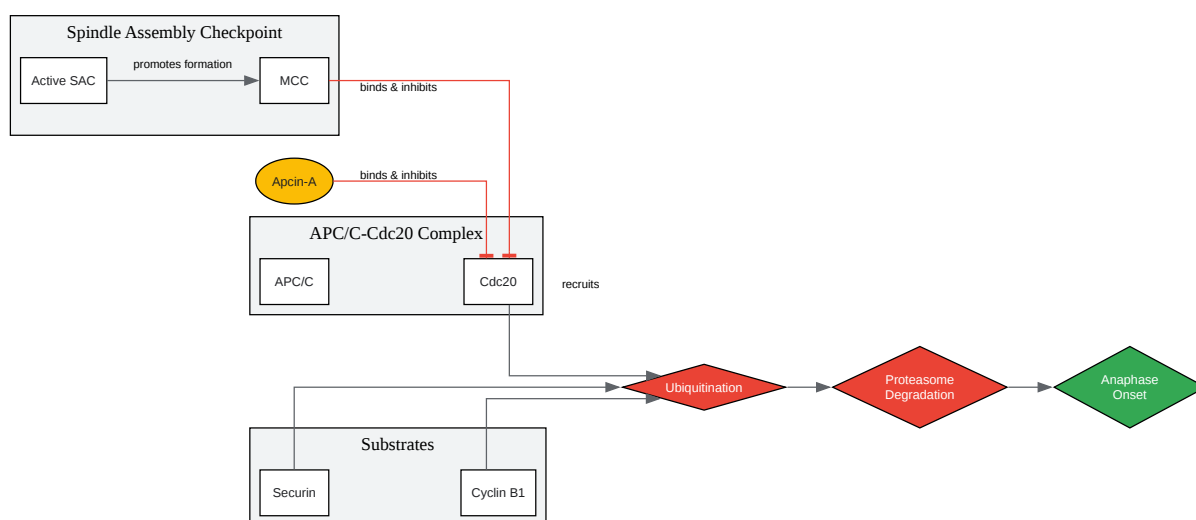 Spindle Assembly Checkpoint
Active SAC
promotes formation
MCC
binds & inhibits
Apcin-A
binds & inhibits
APC/C-Cdc20 Complex
APC/C
Cdc20
recruits
Ubiquitination
Proteasome
Degradation
Anaphase
Onset
Substrates
Securin
Cyclin B1